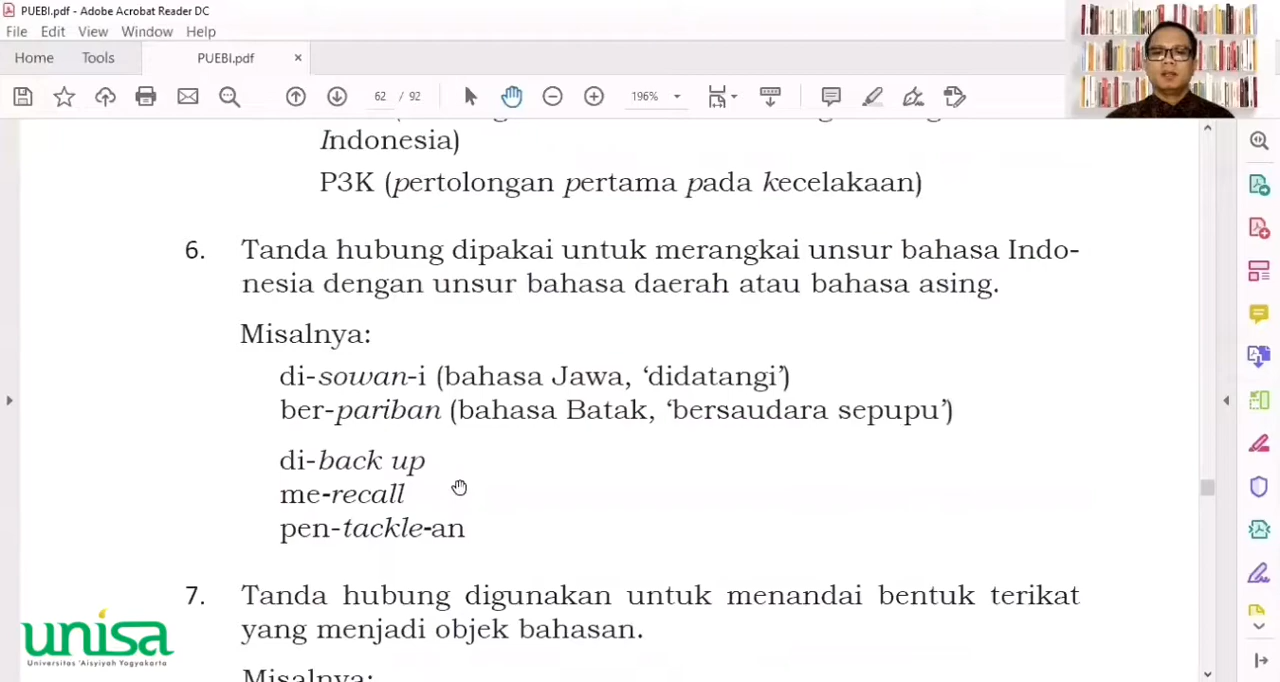 PUEBI.pdf - Adobe Acrobat Reader DC
File Edit View Window Help
Home Tools PUEBI.pdf ×
62 / 92 196%
Indonesia)
P3K (pertolongan pertama pada kecelakaan)
6. Tanda hubung dipakai untuk merangkai unsur bahasa Indo-
nesia dengan unsur bahasa daerah atau bahasa asing.
Misalnya:
di-sowan-i (bahasa Jawa, ‘didatangi’)
ber-pariban (bahasa Batak, ‘bersaudara sepupu’)
di-back up
me-recall
pen-tackle-an
7. Tanda hubung digunakan untuk menandai bentuk terikat
yang menjadi objek bahasan.
Misalnya:
unisa
Universitas 'Aisyiyah Yogyakarta